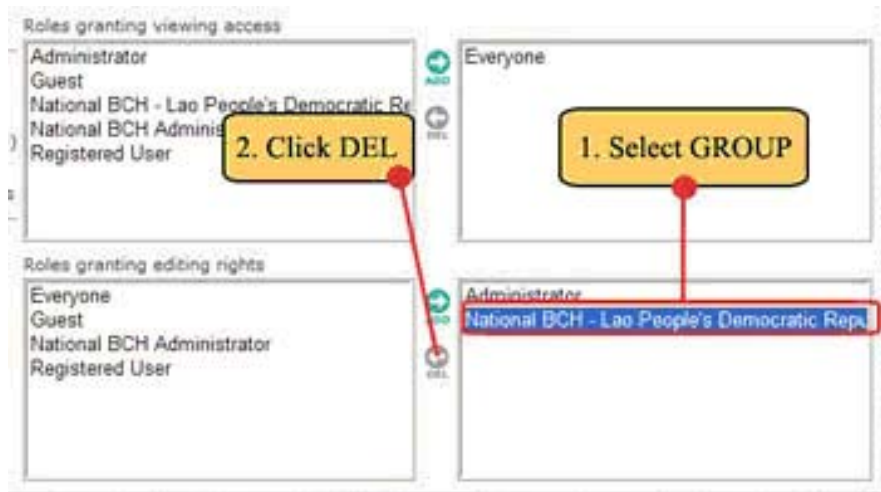 Roles granting viewing access
Administrator
Guest
National BCH - Lao People's Democratic Re
National BCH Adminis
Registered User
ADD
DEL
Everyone
2. Click DEL
1. Select GROUP
Roles granting editing rights
Everyone
Guest
National BCH Administrator
Registered User
DEL
Administrator
National BCH - Lao People's Democratic Repu